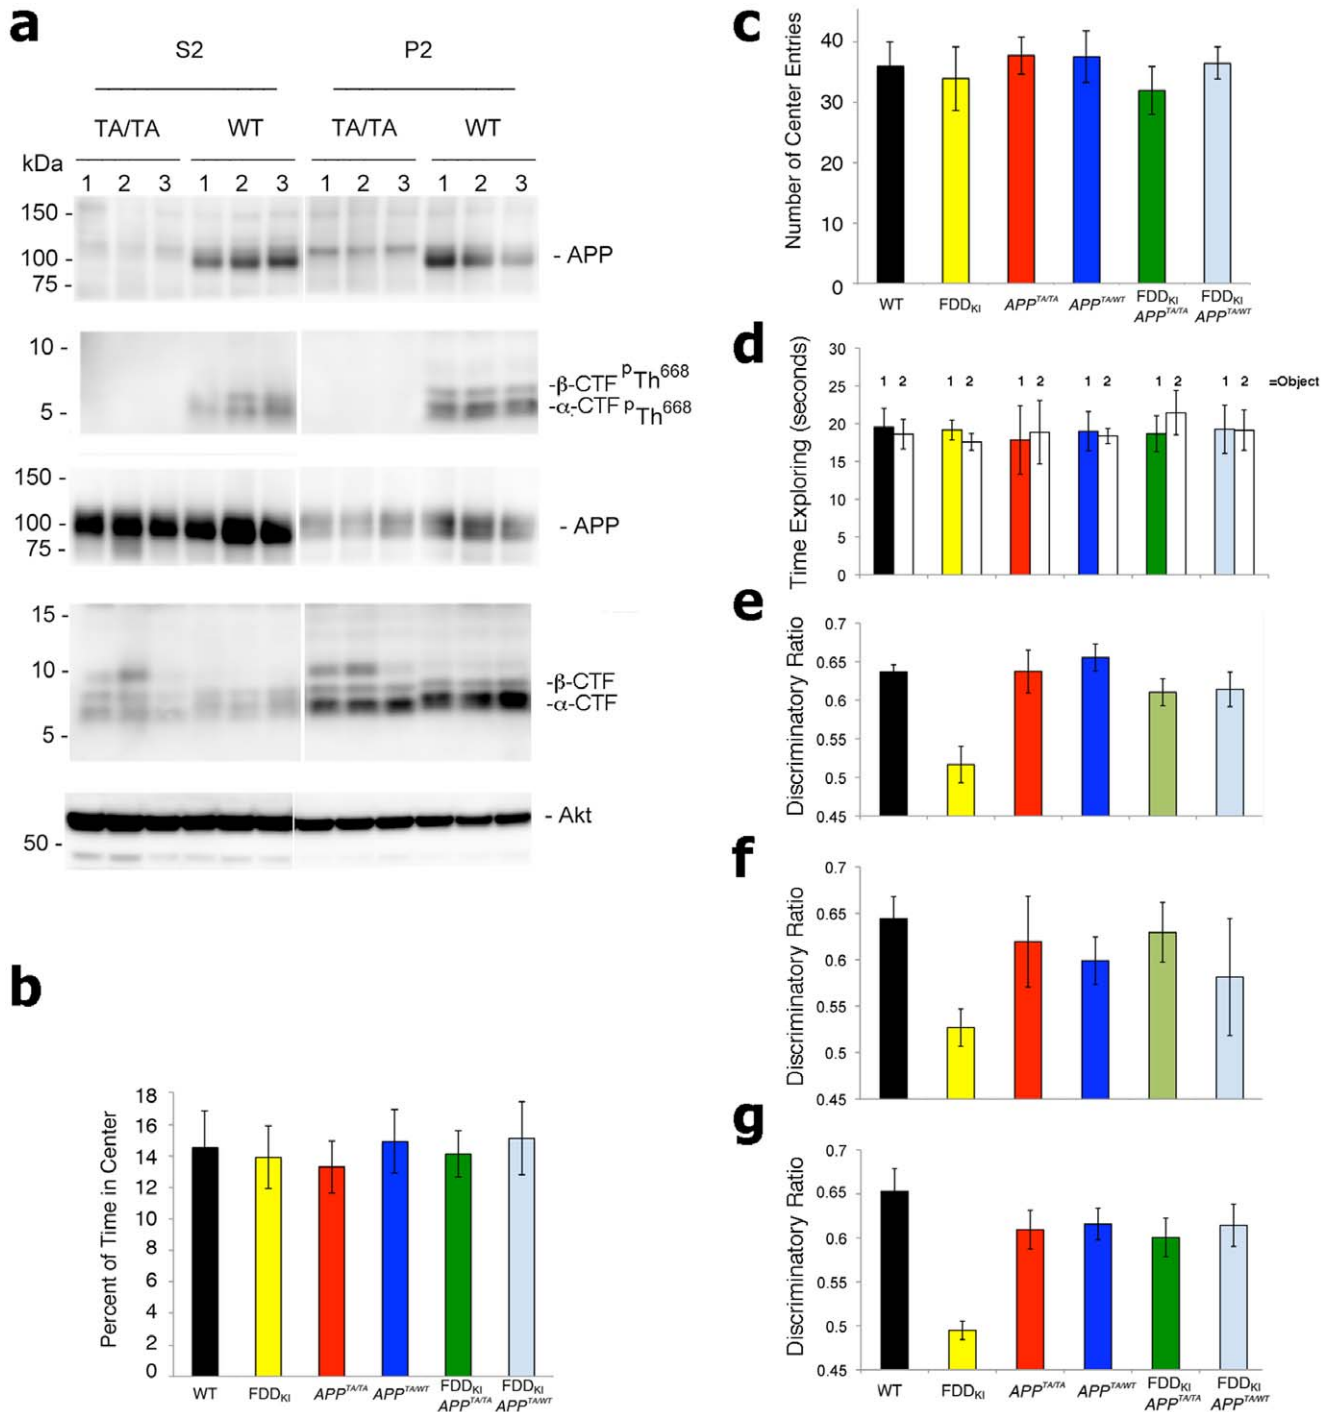 a
S2 P2
TA/TA WT TA/TA WT
kDa
1 2 3 1 2 3 1 2 3 1 2 3
150 -
100 - - APP
75 -
10 -
-β-CTF pTh668
5 - -α-CTF pTh668
150 -
100 - - APP
75 -
15 -
10 -
-β-CTF
-α-CTF
5 -
- Akt
50 -
b
Percent of Time in Center
18
16
14
12
10
8
6
4
2
0
WT FDDKI APPTA/TA APPTA/WT FDDKI FDDKI
APPTA/TA APPTA/WT
c
Number of Center Entries
40
30
20
10
0
WT FDDKI APPTA/TA APPTA/WT FDDKI FDDKI
APPTA/TA APPTA/WT
d
Time Exploring (seconds)
30
25
20
15
10
5
0
1 2 1 2 1 2 1 2 1 2 1 2 =Object
e
Discriminatory Ratio
0.7
0.65
0.6
0.55
0.5
0.45
f
Discriminatory Ratio
0.7
0.65
0.6
0.55
0.5
0.45
g
Discriminatory Ratio
0.7
0.65
0.6
0.55
0.5
0.45
WT FDDKI APPTA/TA APPTA/WT FDDKI FDDKI
APPTA/TA APPTA/WT